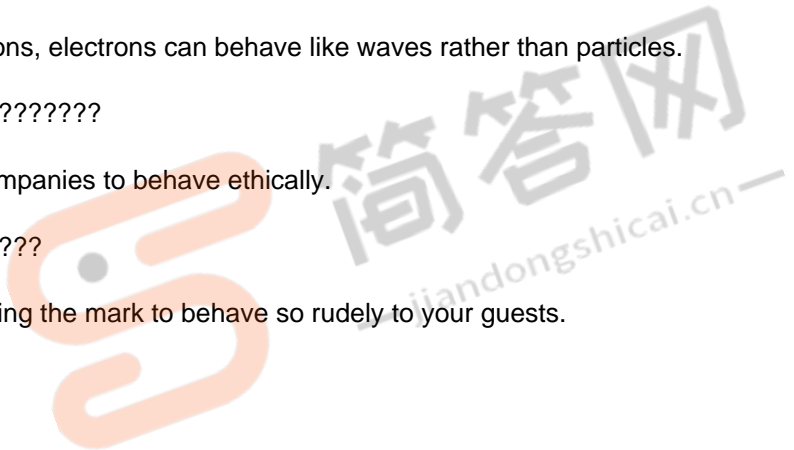 ons, electrons can behave like waves rather than particles.
???????
mpanies to behave ethically.
???
ing the mark to behave so rudely to your guests.
简答网
jiandongshicai.cn